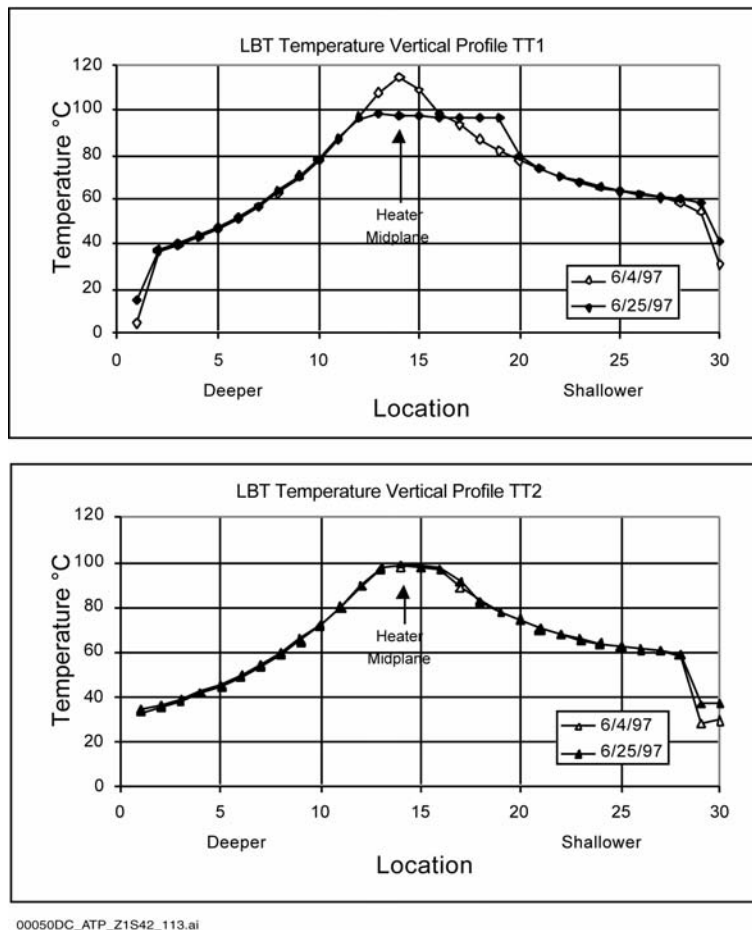 LBT Temperature Vertical Profile TT1
Temperature °C
120
100
80
60
40
20
0
Heater
Midplane
6/4/97
6/25/97
0 5 10 15 20 25 30
Deeper Shallower
Location
LBT Temperature Vertical Profile TT2
Temperature °C
120
100
80
60
40
20
0
Heater
Midplane
6/4/97
6/25/97
0 5 10 15 20 25 30
Deeper Shallower
Location
00050DC_ATP_Z1S42_113.ai